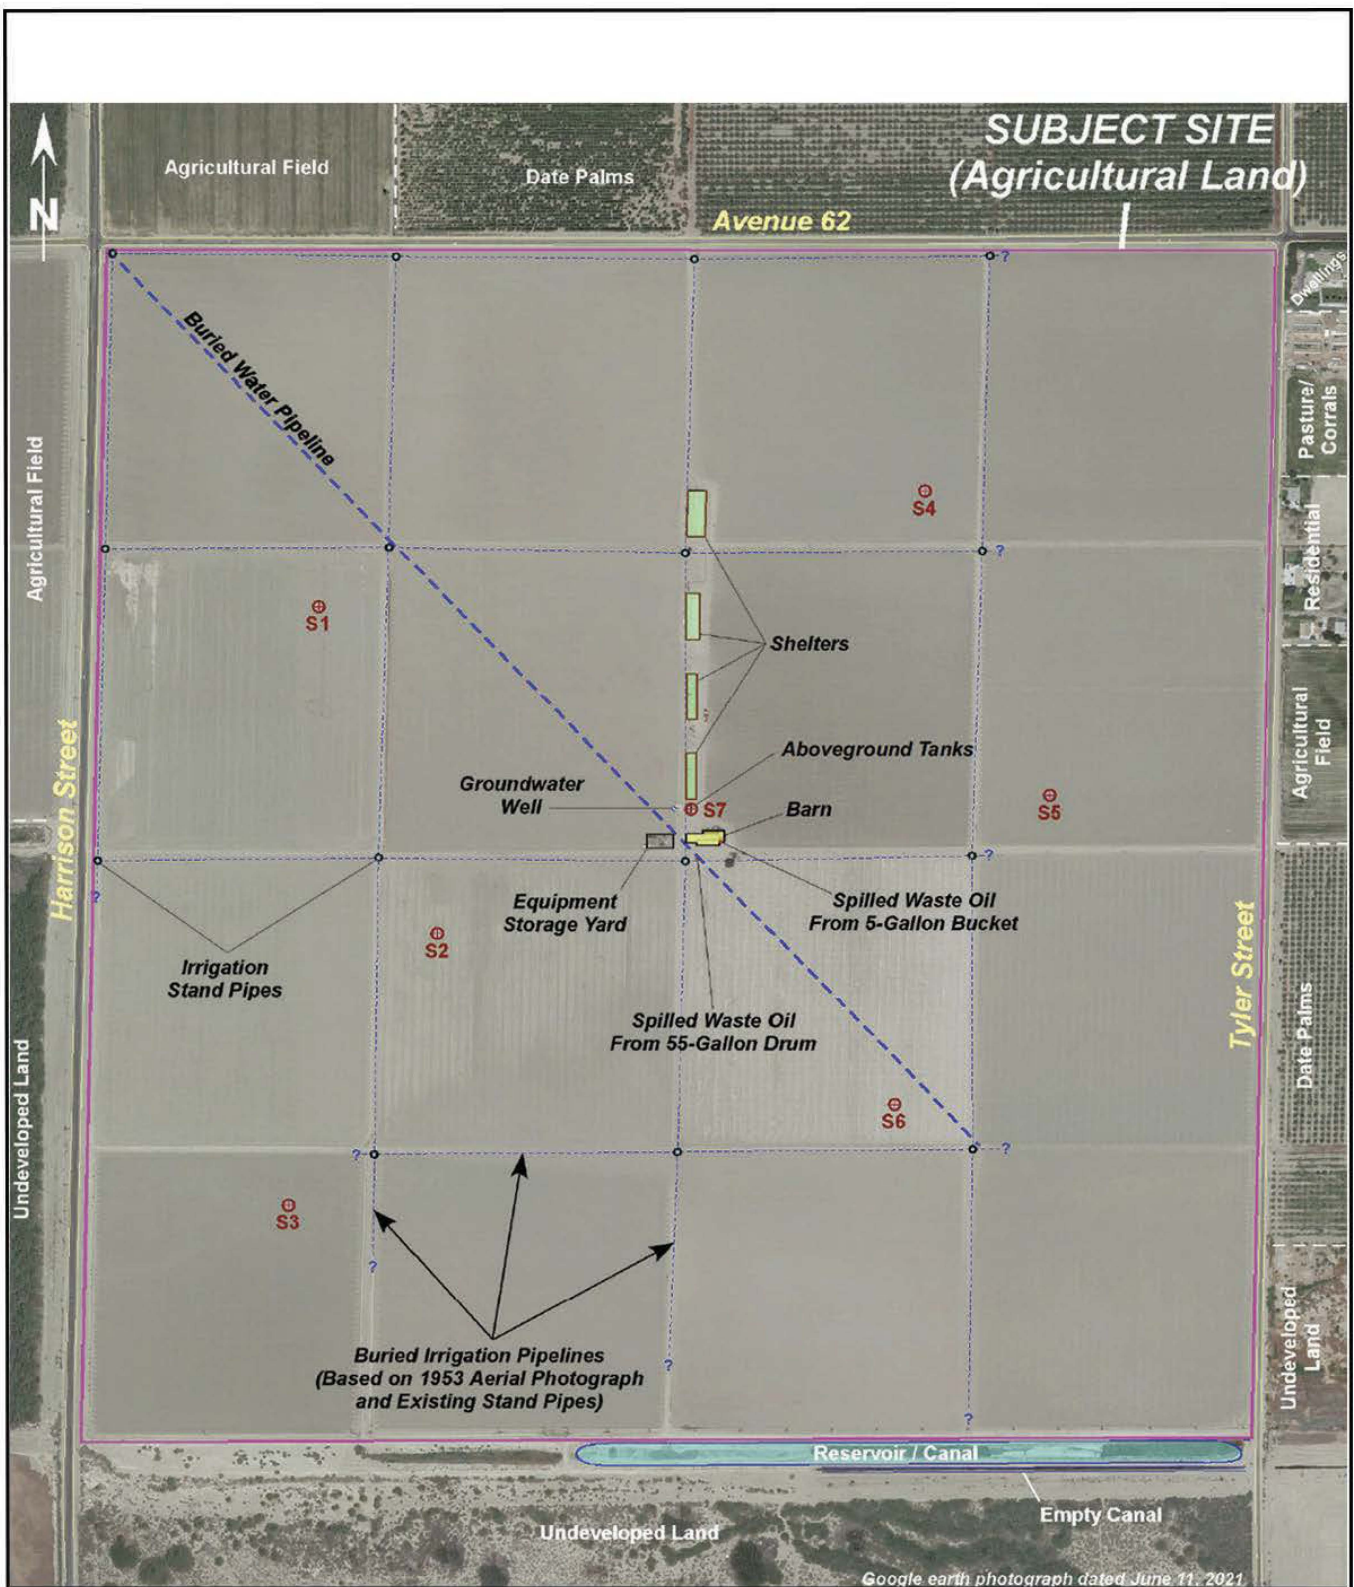 SUBJECT SITE
(Agricultural Land)
Agricultural Field
Date Palms
N
Avenue 62
?
Dwellings
Buried Water Pipeline
Pasture/
Corrals
Agricultural Field
S4
?
Residential
S1
Shelters
Agricultural
Field
Harrison Street
Aboveground Tanks
Groundwater
Well
S7
Barn
S5
?
?
Equipment
Storage Yard
Spilled Waste Oil
From 5-Gallon Bucket
S2
Irrigation
Stand Pipes
Tyler Street
Spilled Waste Oil
From 55-Gallon Drum
Date Palms
Undeveloped Land
S6
?
?
S3
?
Undeveloped
Land
Buried Irrigation Pipelines
(Based on 1953 Aerial Photograph
and Existing Stand Pipes)
?
?
Reservoir / Canal
Empty Canal
Undeveloped Land
Google earth photograph dated June 11, 2021